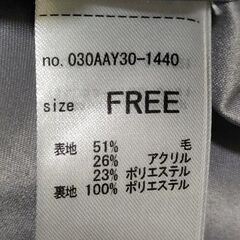 no. 030AAY30-1440
size FREE
表地 51% 毛
26% アクリル
23% ポリエステル
裏地 100% ポリエステル